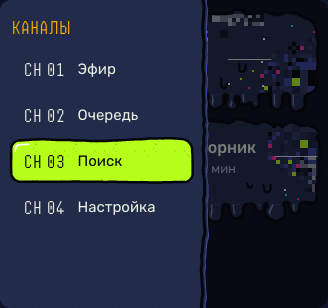 КАНАЛЫ
CH 01 Эфир
CH 02 Очередь
CH 03 Поиск
орник
CH 04 Настройка
мин